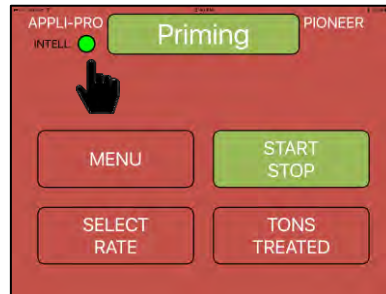 APPLI-PRO
Priming
PIONEER
INTELL.
MENU
START
STOP
SELECT
RATE
TONS
TREATED